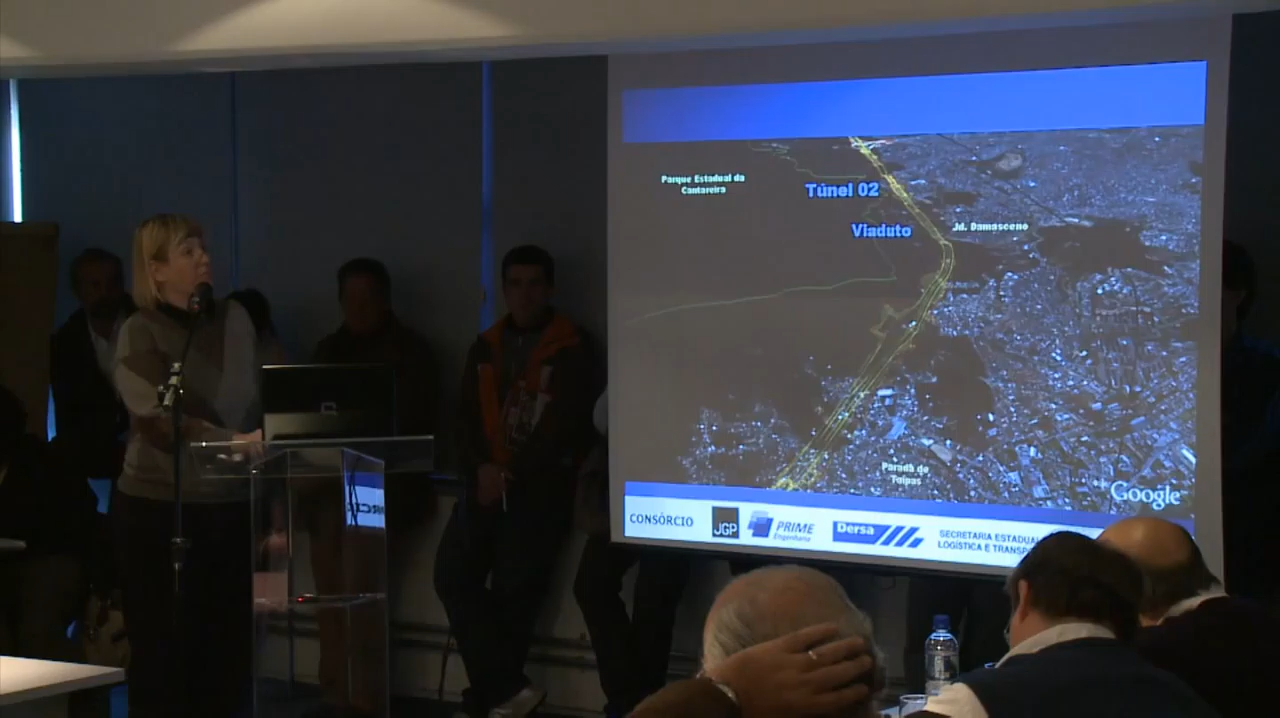 Parque Estadual da
Cantareira
Túnel 02
Viaduto
Jd. Damasceno
Parada de
Taipas
Google
CONSÓRCIO
JGP
PRIME
Engenharia
Dersa
SECRETARIA ESTADUAL
LOGÍSTICA E